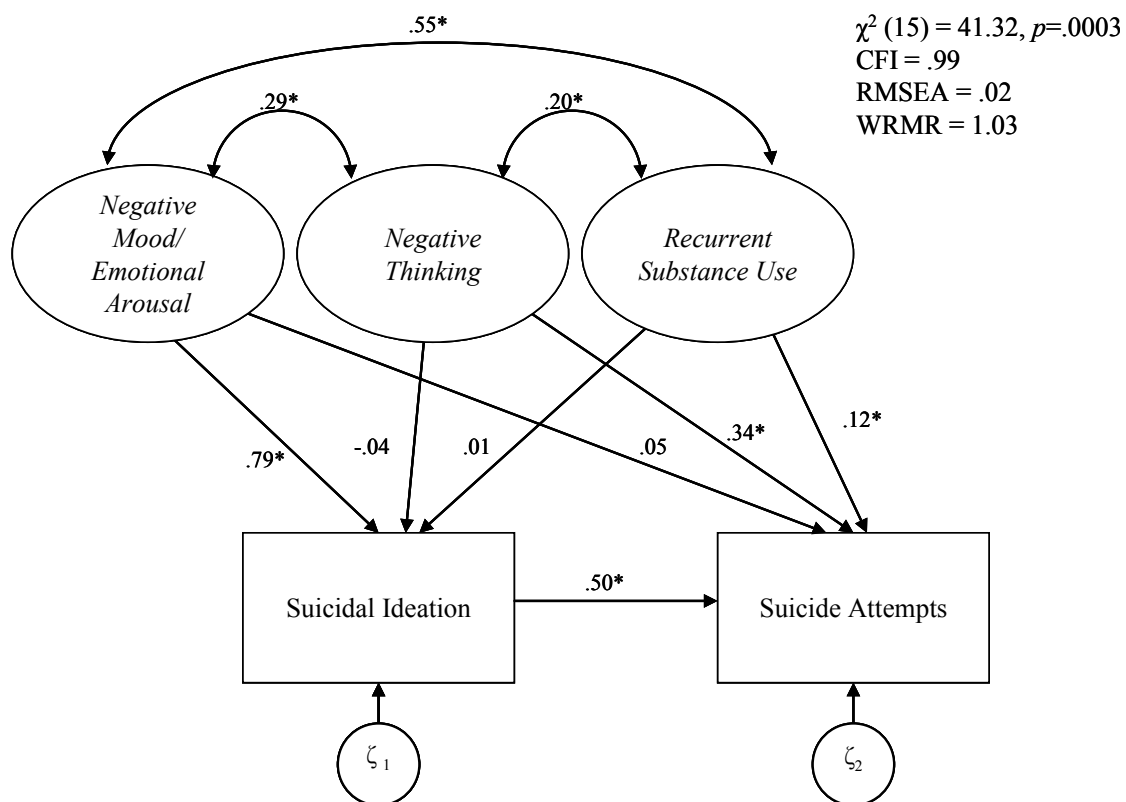 .55*
χ² (15) = 41.32, p=.0003
CFI = .99
RMSEA = .02
WRMR = 1.03
.29*
.20*
Negative
Mood/
Emotional
Arousal
Negative
Thinking
Recurrent
Substance Use
.79*
-.04
.01
.05
.34*
.12*
Suicidal Ideation
.50*
Suicide Attempts
ζ 1
ζ2